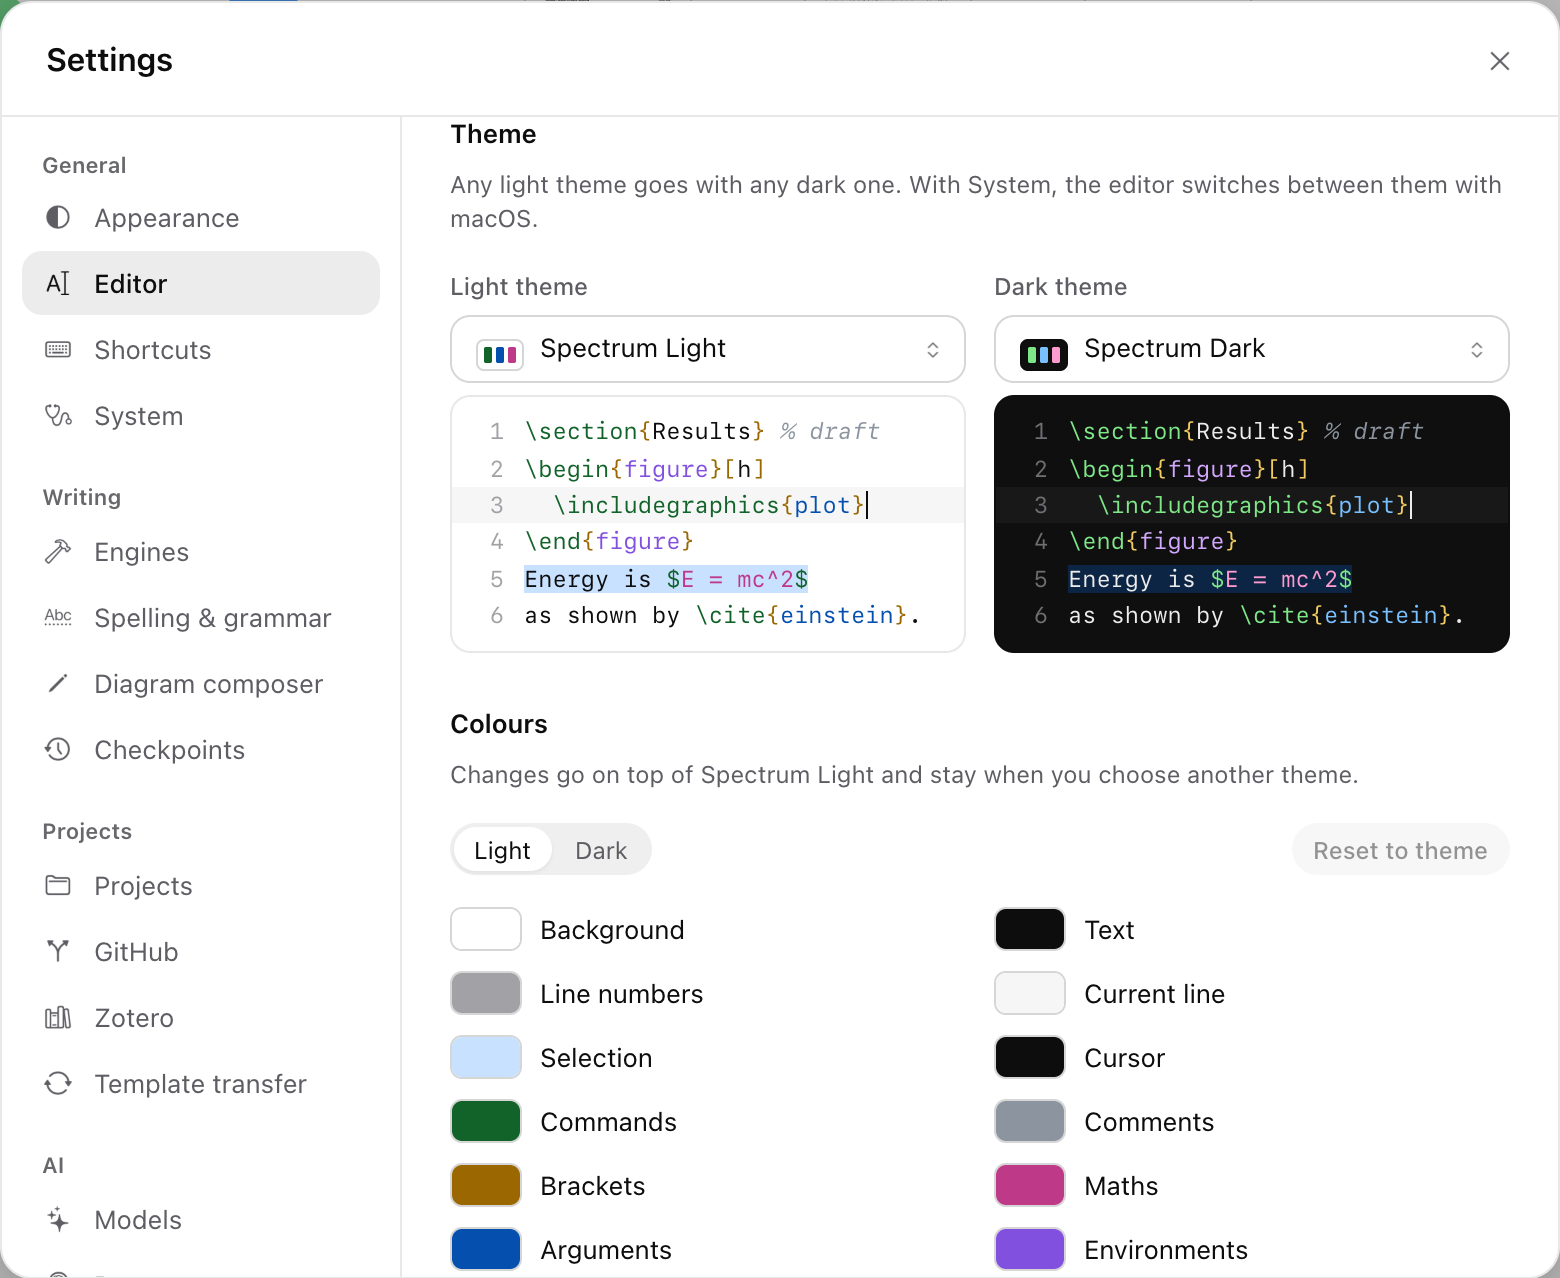 Settings
General
Appearance
Editor
Shortcuts
System
Writing
Engines
Abc
Spelling & grammar
Diagram composer
Checkpoints
Projects
Projects
GitHub
Zotero
Template transfer
AI
Models
Theme
Any light theme goes with any dark one. With System, the editor switches between them with
macOS.
Light theme
Spectrum Light
1 \section{Results} % draft
2 \begin{figure}[h]
3   \includegraphics{plot}
4 \end{figure}
5 Energy is $E = mc^2$
6 as shown by \cite{einstein}.
Dark theme
Spectrum Dark
1 \section{Results} % draft
2 \begin{figure}[h]
3   \includegraphics{plot}
4 \end{figure}
5 Energy is $E = mc^2$
6 as shown by \cite{einstein}.
Colours
Changes go on top of Spectrum Light and stay when you choose another theme.
Light Dark
Reset to theme
Background
Text
Line numbers
Current line
Selection
Cursor
Commands
Comments
Brackets
Maths
Arguments
Environments